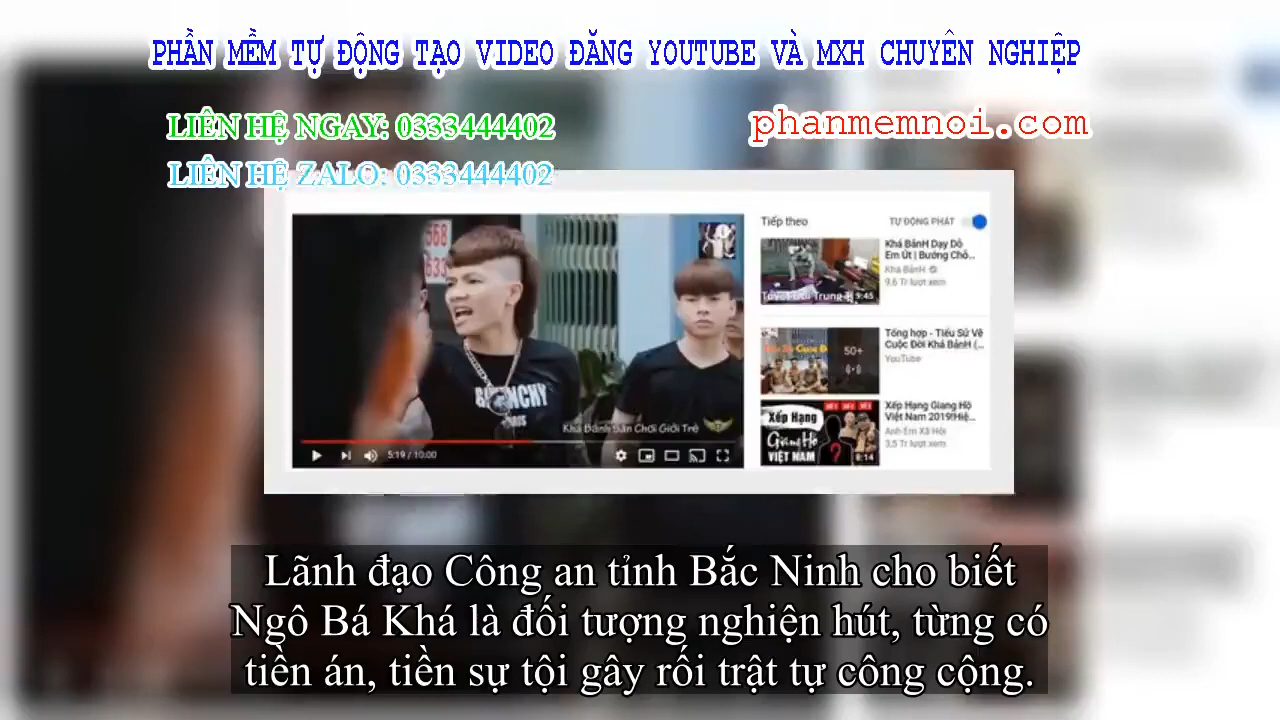 PHẦN MỀM TỰ ĐỘNG TẠO VIDEO ĐĂNG YOUTUBE VÀ MXH CHUYÊN NGHIỆP
LIÊN HỆ NGAY: 0333444402
phanmemnoi.com
LIÊN HỆ ZALO: 0333444402
Tiếp theo
TỰ ĐỘNG PHÁT
Khá BảnH Dạy Dỗ
Em Út | Bướng Chỏ...
Khá BảnH
9,6 Tr lượt xem
9:45
Tổng hợp - Tiểu Sử Về
Cuộc Đời Khá BảnH (...
YouTube
50+
Xếp Hạng Giang Hồ
Việt Nam 2019!Hiệ...
Anh Em Xã Hội
3,5 Tr lượt xem
Xếp Hạng
Giang Hồ
VIỆT NAM
?
8:14
558
633
GIVENCHY
PARIS
Khá Bảnh Dân Chơi Giới Trẻ
5:19 / 10:00
Lãnh đạo Công an tỉnh Bắc Ninh cho biết
Ngô Bá Khá là đối tượng nghiện hút, từng có
tiền án, tiền sự tội gây rối trật tự công cộng.